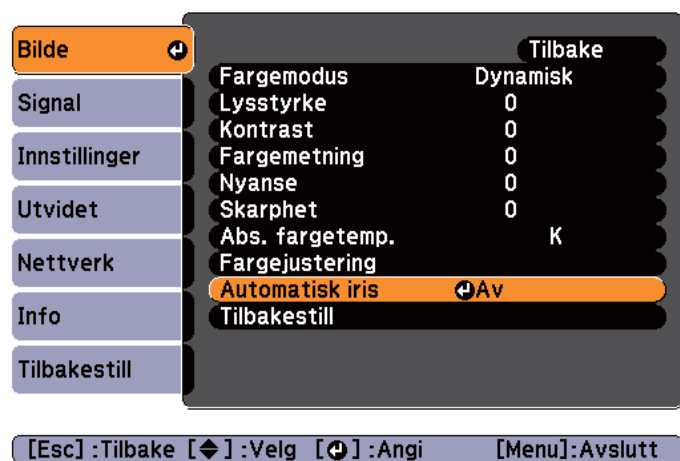 Bilde
Signal
Innstillinger
Utvidet
Nettverk
Info
Tilbakestill
Tilbake
Fargemodus Dynamisk
Lysstyrke 0
Kontrast 0
Fargemetning 0
Nyanse 0
Skarphet 0
Abs. fargetemp. K
Fargejustering
Automatisk iris Av
Tilbakestill
[Esc] :Tilbake [] :Velg [] :Angi [Menu]:Avslutt